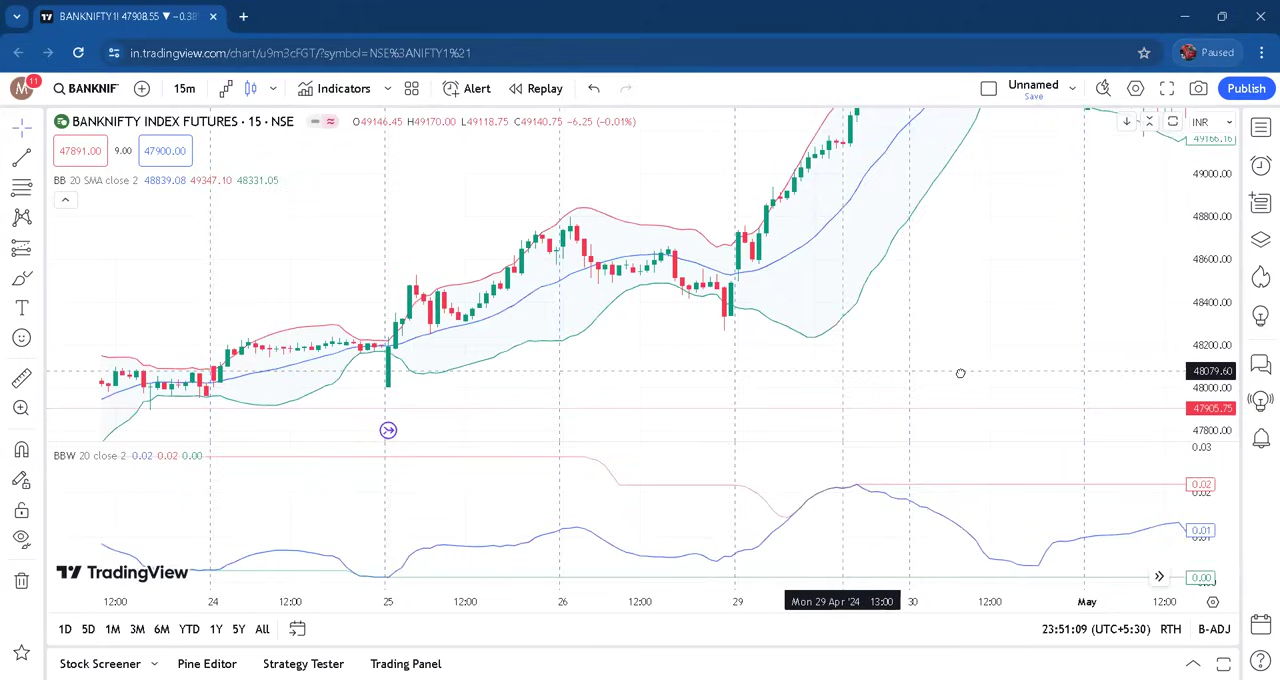 BANKNIFTY1! 47908.55 ▼ −0.38
in.tradingview.com/chart/u9m3cFGT/?symbol=NSE%3ANIFTY1%21
Paused
M 11 BANKNIF 15m Indicators Alert Replay Unnamed Save Publish
BANKNIFTY INDEX FUTURES · 15 · NSE O49146.45 H49170.00 L49118.75 C49140.75 −6.25 (−0.01%) INR
47891.00 9.00 47900.00
49166.16
BB 20 SMA close 2 48839.08 49347.10 48331.05
49000.00
48800.00
48600.00
48400.00
48200.00
48079.60
48000.00
47905.75
47800.00
BBW 20 close 2 0.02 0.02 0.00
0.03
0.02
0.02
0.01
0.01
0.00
TradingView
12:00 24 12:00 25 12:00 26 12:00 29 Mon 29 Apr '24 13:00 30 12:00 May 12:00
1D 5D 1M 3M 6M YTD 1Y 5Y All 23:51:09 (UTC+5:30) RTH B-ADJ
Stock Screener Pine Editor Strategy Tester Trading Panel